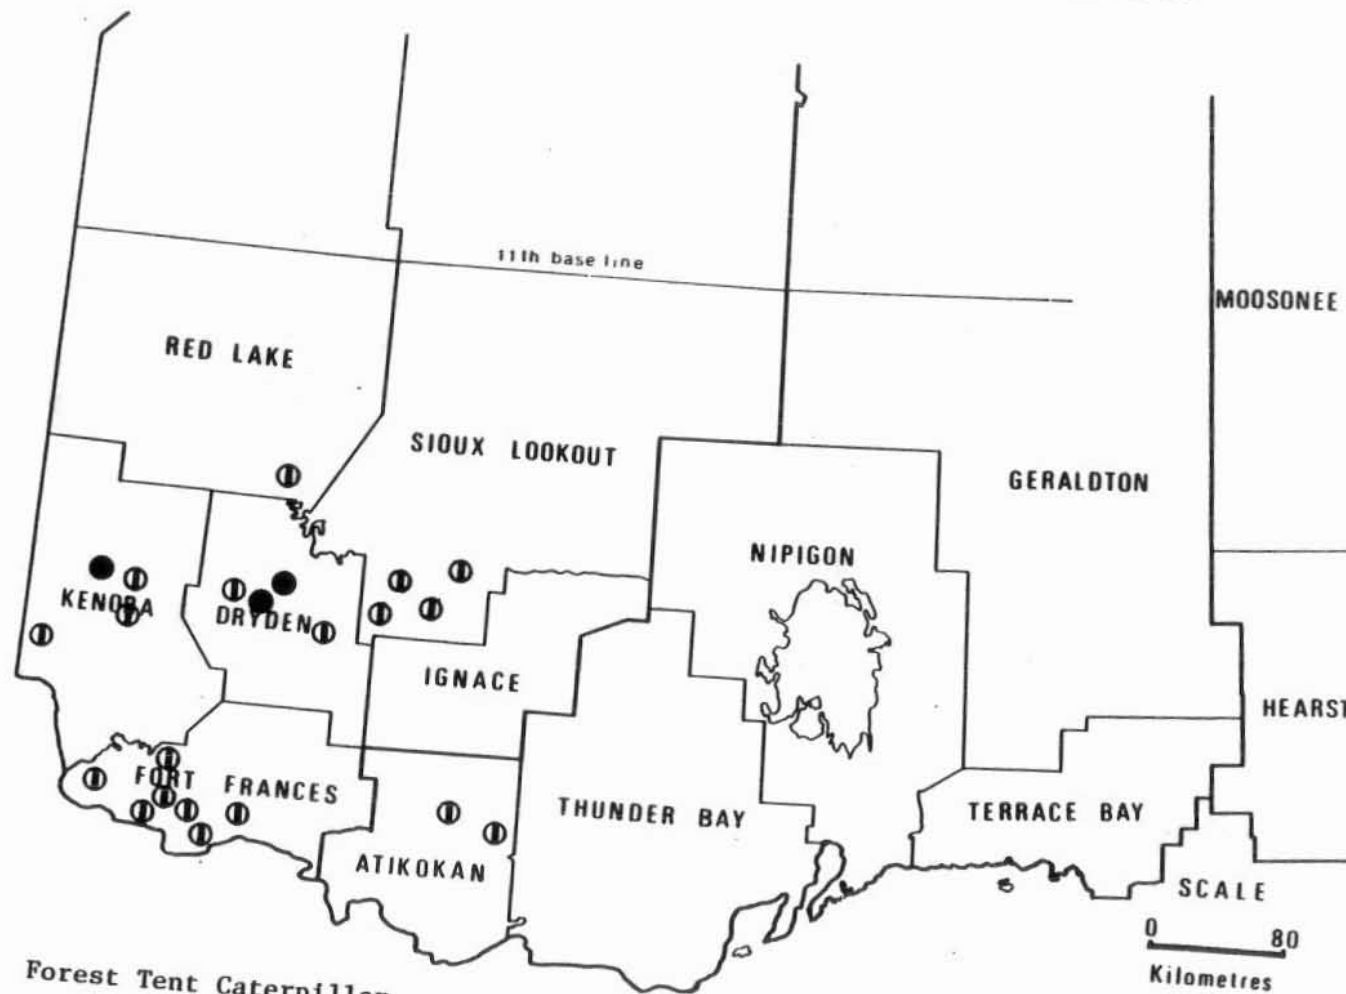 11th base line
MOOSONEE
RED LAKE
SIOUX LOOKOUT
GERALDTON
NIPIGON
KENORA
DRYDEN
IGNACE
HEARST
FORT FRANCES
THUNDER BAY
TERRACE BAY
ATIKOKAN
SCALE
0 80
Kilometres
Forest Tent Caterpillar